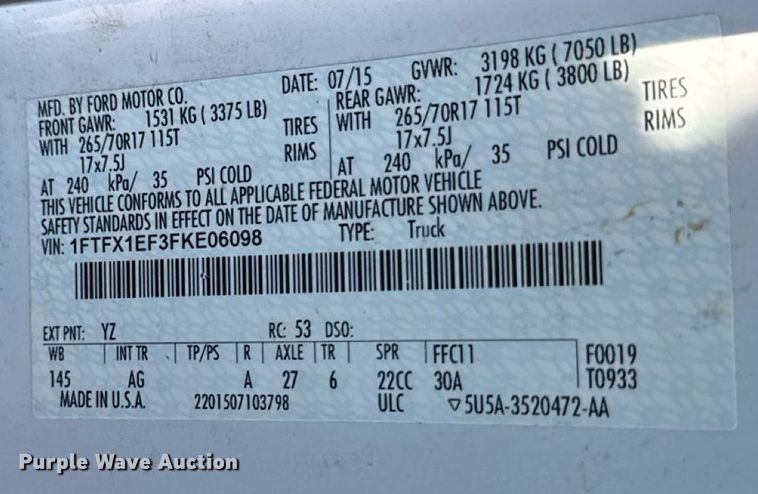 MFD. BY FORD MOTOR CO. DATE: 07/15 GVWR: 3198 KG ( 7050 LB)
FRONT GAWR: 1531 KG ( 3375 LB) REAR GAWR: 1724 KG ( 3800 LB)
WITH 265/70R17 115T TIRES WITH 265/70R17 115T TIRES
17x7.5J RIMS 17x7.5J RIMS
AT 240 kPa/ 35 PSI COLD AT 240 kPa/ 35 PSI COLD
THIS VEHICLE CONFORMS TO ALL APPLICABLE FEDERAL MOTOR VEHICLE
SAFETY STANDARDS IN EFFECT ON THE DATE OF MANUFACTURE SHOWN ABOVE.
VIN: 1FTFX1EF3FKE06098 TYPE: Truck
EXT PNT: YZ RC: 53 DSO:
WB INT TR TP/PS R AXLE TR SPR FFC11 F0019
145 AG A 27 6 22CC 30A T0933
MADE IN U.S.A. 2201507103798 ULC ▽5U5A-3520472-AA
Purple Wave Auction